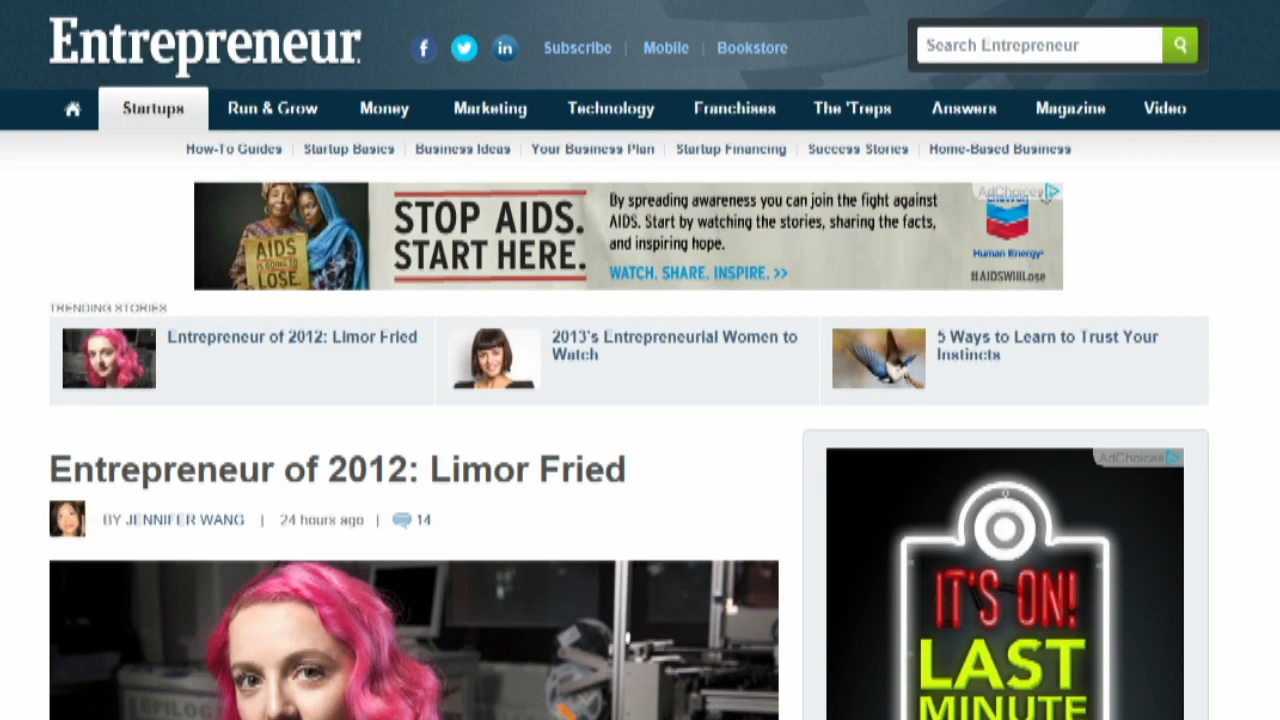 Entrepreneur
f
in
Subscribe | Mobile | Bookstore
Search Entrepreneur
Startups
Run & Grow
Money
Marketing
Technology
Franchises
The 'Treps
Answers
Magazine
Video
How-To Guides | Startup Basics | Business Ideas | Your Business Plan | Startup Financing | Success Stories | Home-Based Business
AIDS
IS GOING TO
LOSE.
STOP AIDS.
START HERE.
By spreading awareness you can join the fight against
AIDS. Start by watching the stories, sharing the facts,
and inspiring hope.
WATCH. SHARE. INSPIRE. >>
AdChoices
Chevron
Human Energy®
#AIDSWillLose
TRENDING STORIES
Entrepreneur of 2012: Limor Fried
2013's Entrepreneurial Women to
Watch
5 Ways to Learn to Trust Your
Instincts
Entrepreneur of 2012: Limor Fried
BY JENNIFER WANG | 24 hours ago | 14
EPILOG
AdChoices
IT'S ON!
LAST
MINUTE